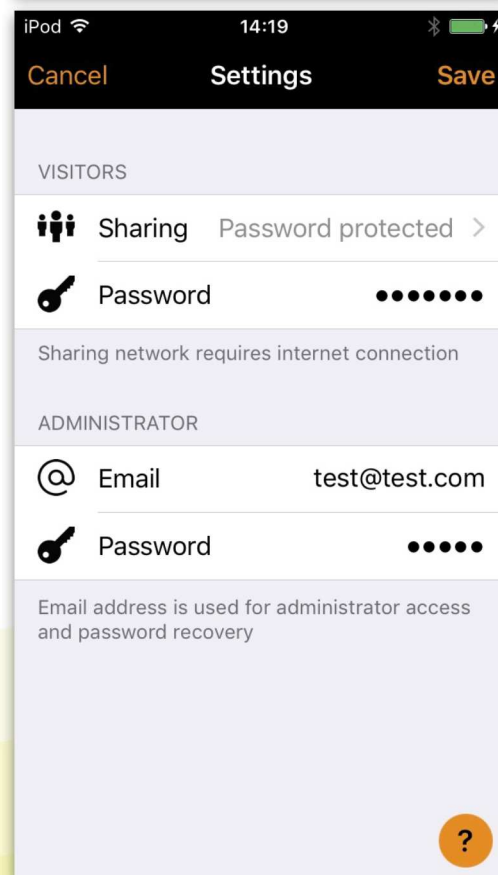 iPod 14:19
Cancel Settings Save
VISITORS
Sharing Password protected >
Password •••••••
Sharing network requires internet connection
ADMINISTRATOR
@ Email test@test.com
Password •••••
Email address is used for administrator access
and password recovery
?